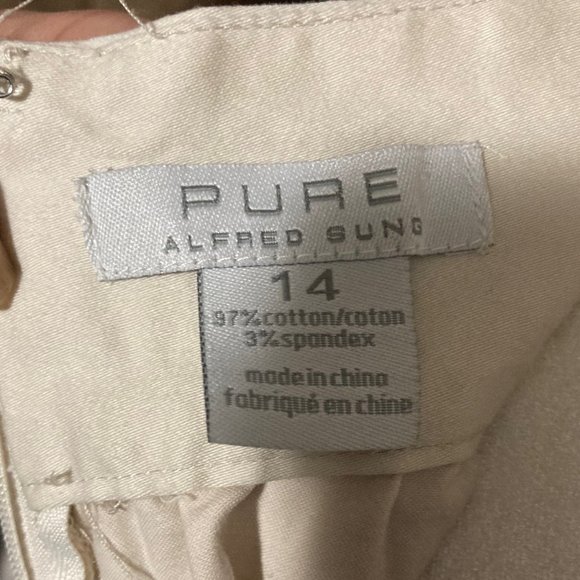 PURE
ALFRED SUNG
14
97%cotton/coton
3%spandex
made in china
fabriqué en chine